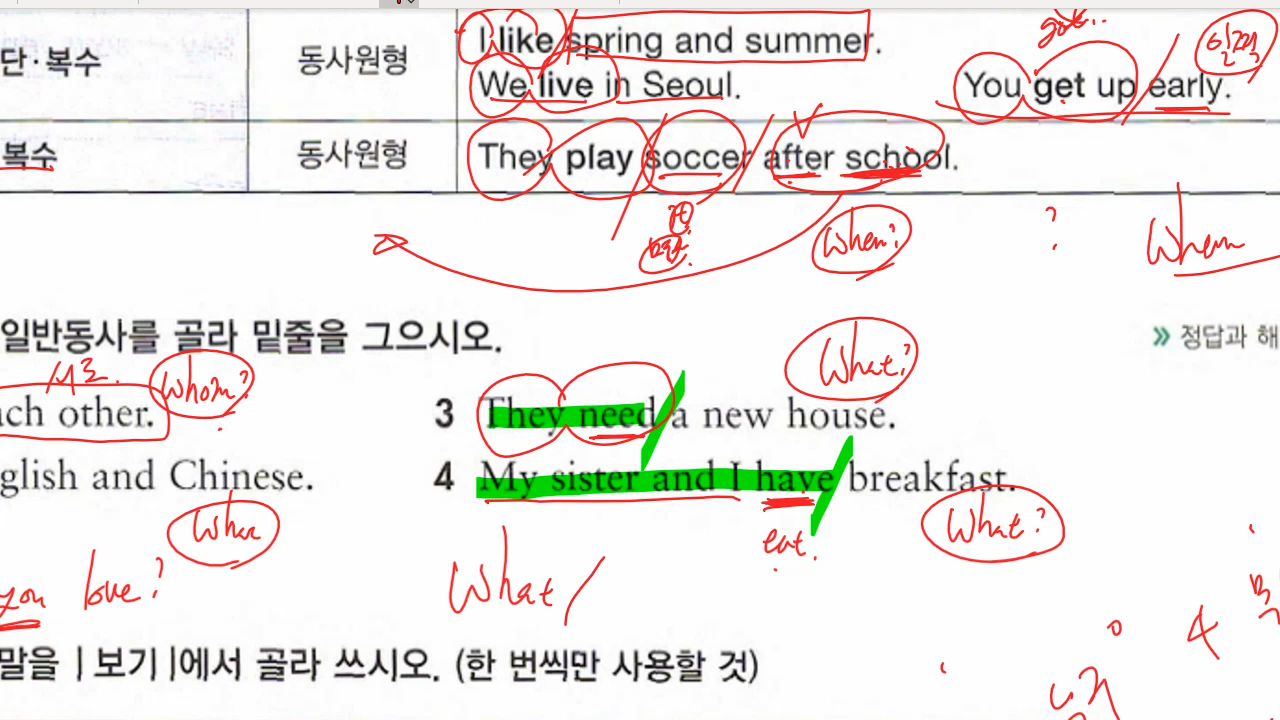 got..
단·복수 동사원형 I like spring and summer.
We live in Seoul. You get up early.
복수 동사원형 They play soccer after school.
When? ? When
일반동사를 골라 밑줄을 그으시오. » 정답과 해
서로. Whom? What?
ach other. 3 They need a new house.
glish and Chinese. 4 My sister and I have breakfast.
What What?
eat.
you love? What/
말을 | 보기 |에서 골라 쓰시오. (한 번씩만 사용할 것)